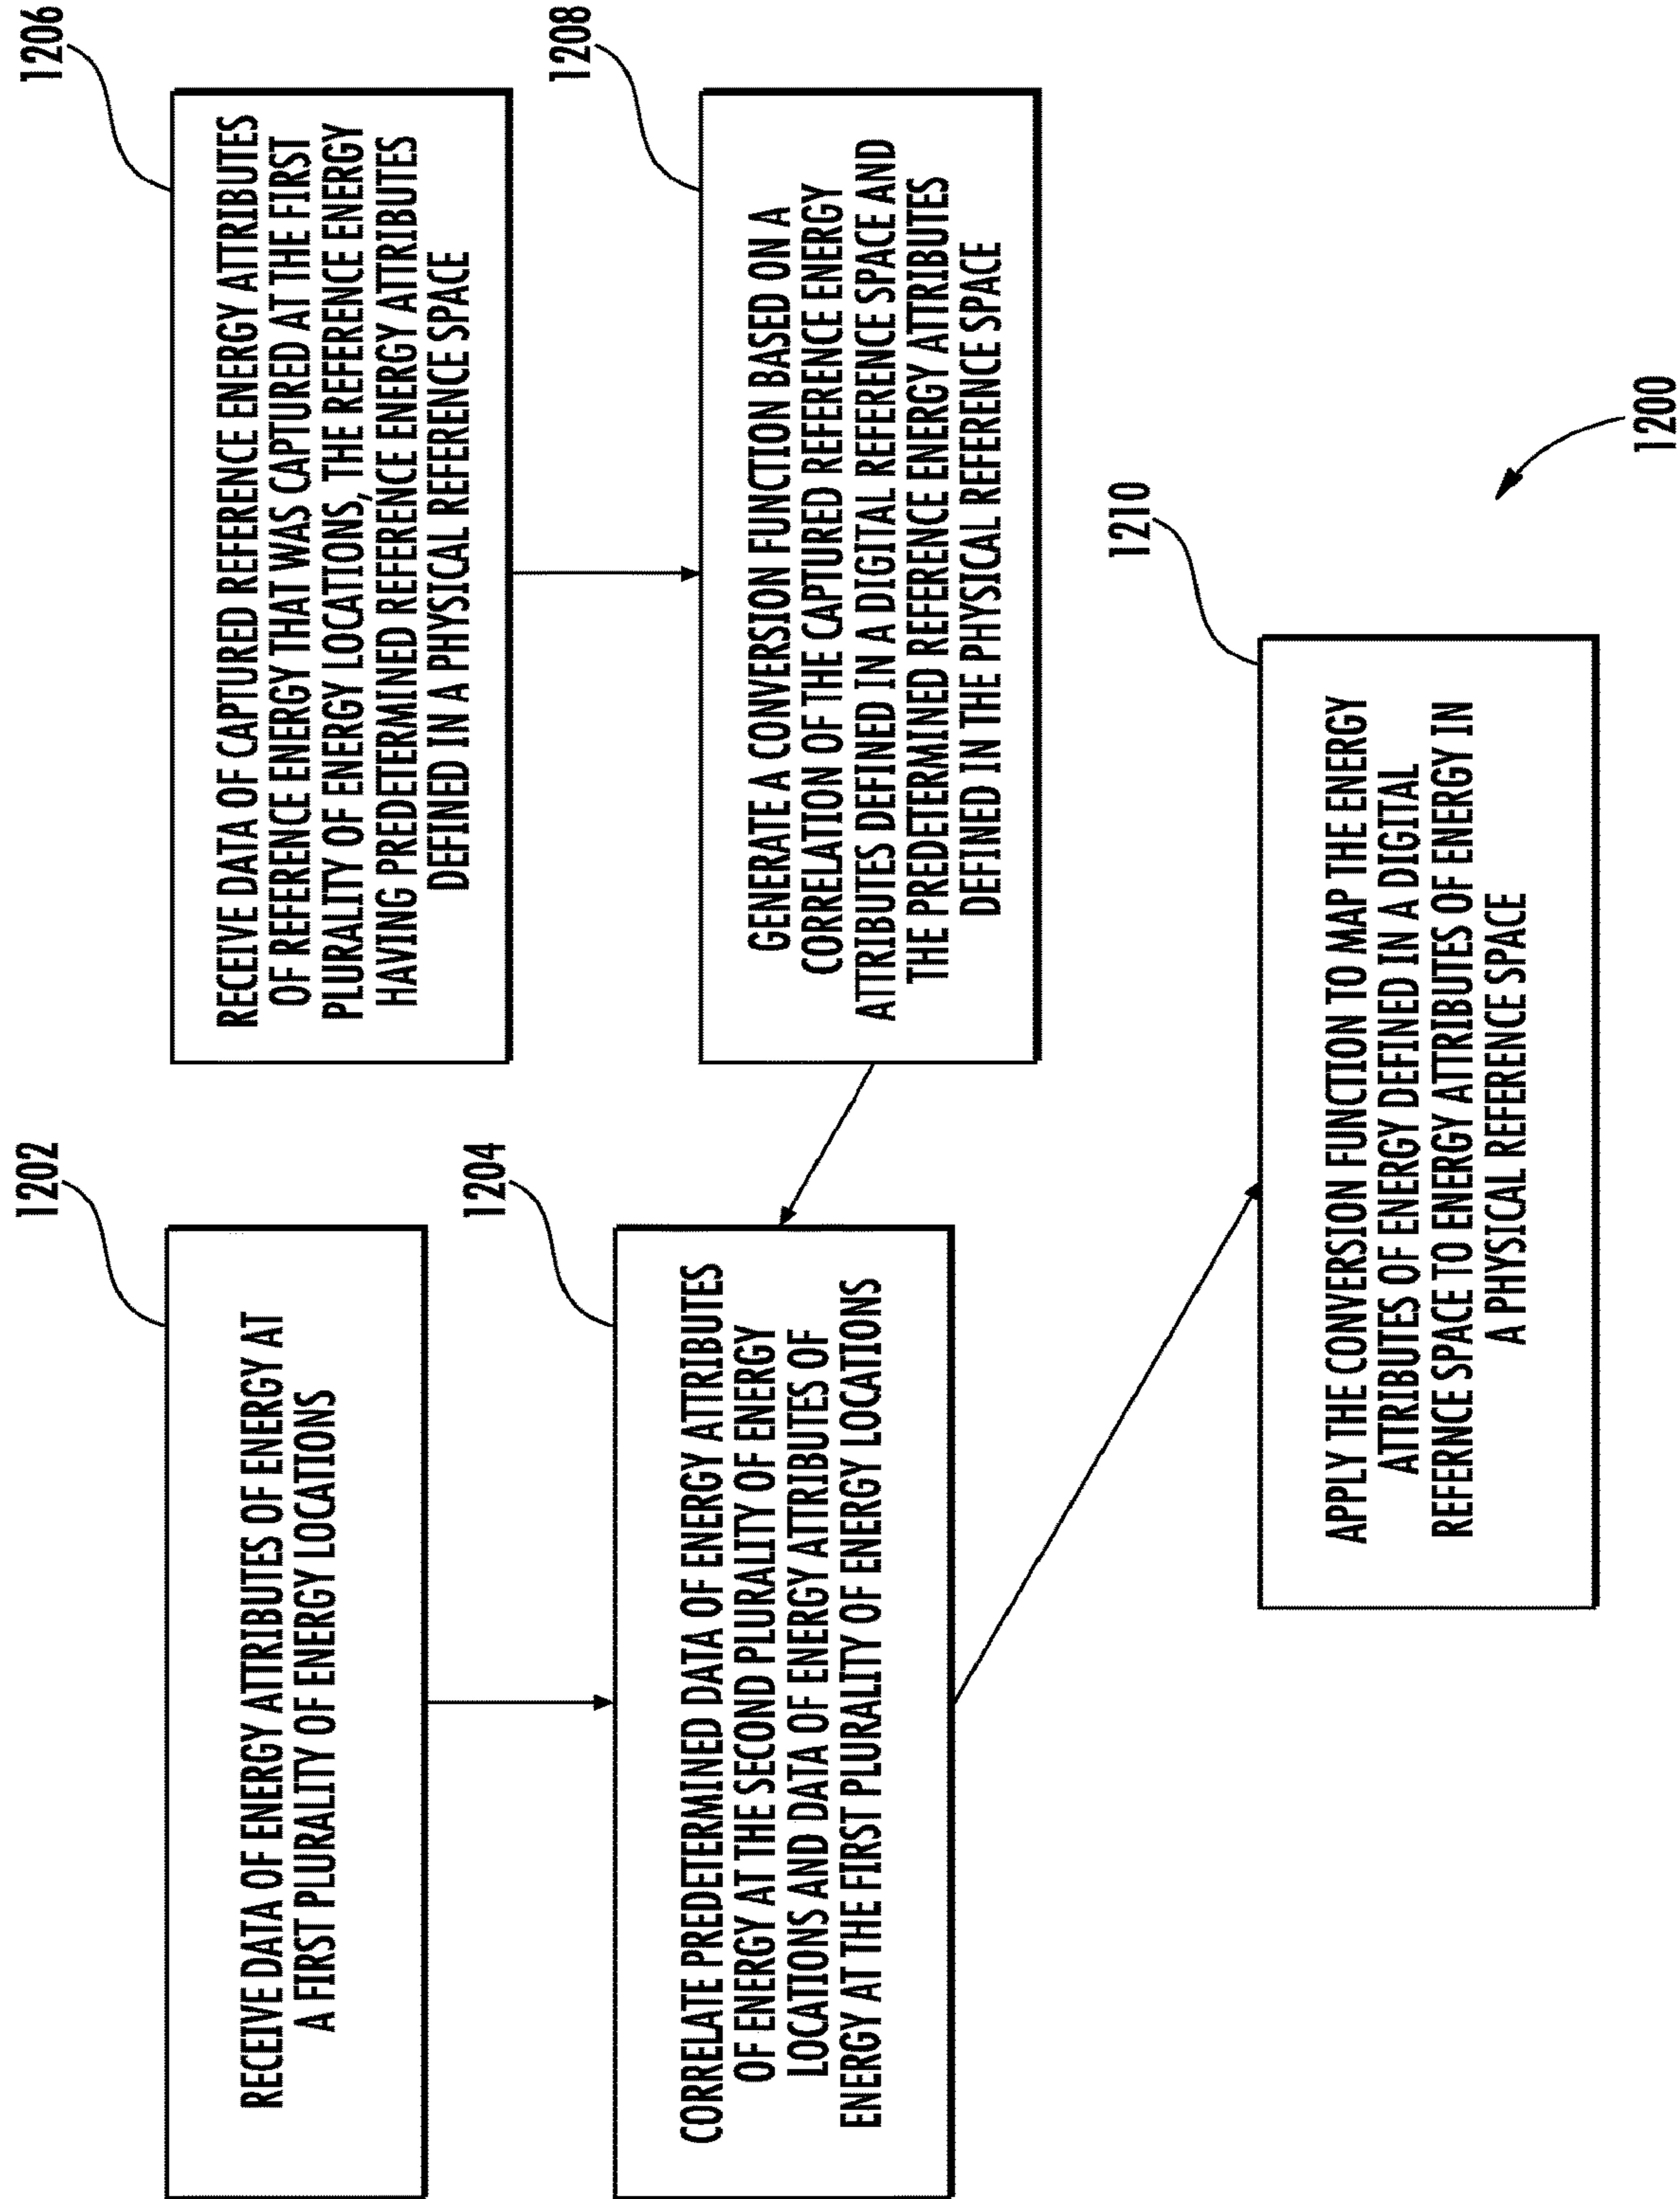 1202
RECEIVE DATA OF ENERGY ATTRIBUTES OF ENERGY AT
A FIRST PLURALITY OF ENERGY LOCATIONS
1204
CORRELATE PREDETERMINED DATA OF ENERGY ATTRIBUTES
OF ENERGY AT THE SECOND PLURALITY OF ENERGY
LOCATIONS AND DATA OF ENERGY ATTRIBUTES OF
ENERGY AT THE FIRST PLURALITY OF ENERGY LOCATIONS
1206
RECEIVE DATA OF CAPTURED REFERENCE ENERGY ATTRIBUTES
OF REFERENCE ENERGY THAT WAS CAPTURED AT THE FIRST
PLURALITY OF ENERGY LOCATIONS, THE REFERENCE ENERGY
HAVING PREDETERMINED REFERENCE ENERGY ATTRIBUTES
DEFINED IN A PHYSICAL REFERENCE SPACE
1208
GENERATE A CONVERSION FUNCTION BASED ON A
CORRELATION OF THE CAPTURED REFERENCE ENERGY
ATTRIBUTES DEFINED IN A DIGITAL REFERENCE SPACE AND
THE PREDETERMINED REFERENCE ENERGY ATTRIBUTES
DEFINED IN THE PHYSICAL REFERENCE SPACE
1210
APPLY THE CONVERSION FUNCTION TO MAP THE ENERGY
ATTRIBUTES OF ENERGY DEFINED IN A DIGITAL
REFERENCE SPACE TO ENERGY ATTRIBUTES OF ENERGY IN
A PHYSICAL REFERENCE SPACE
1200